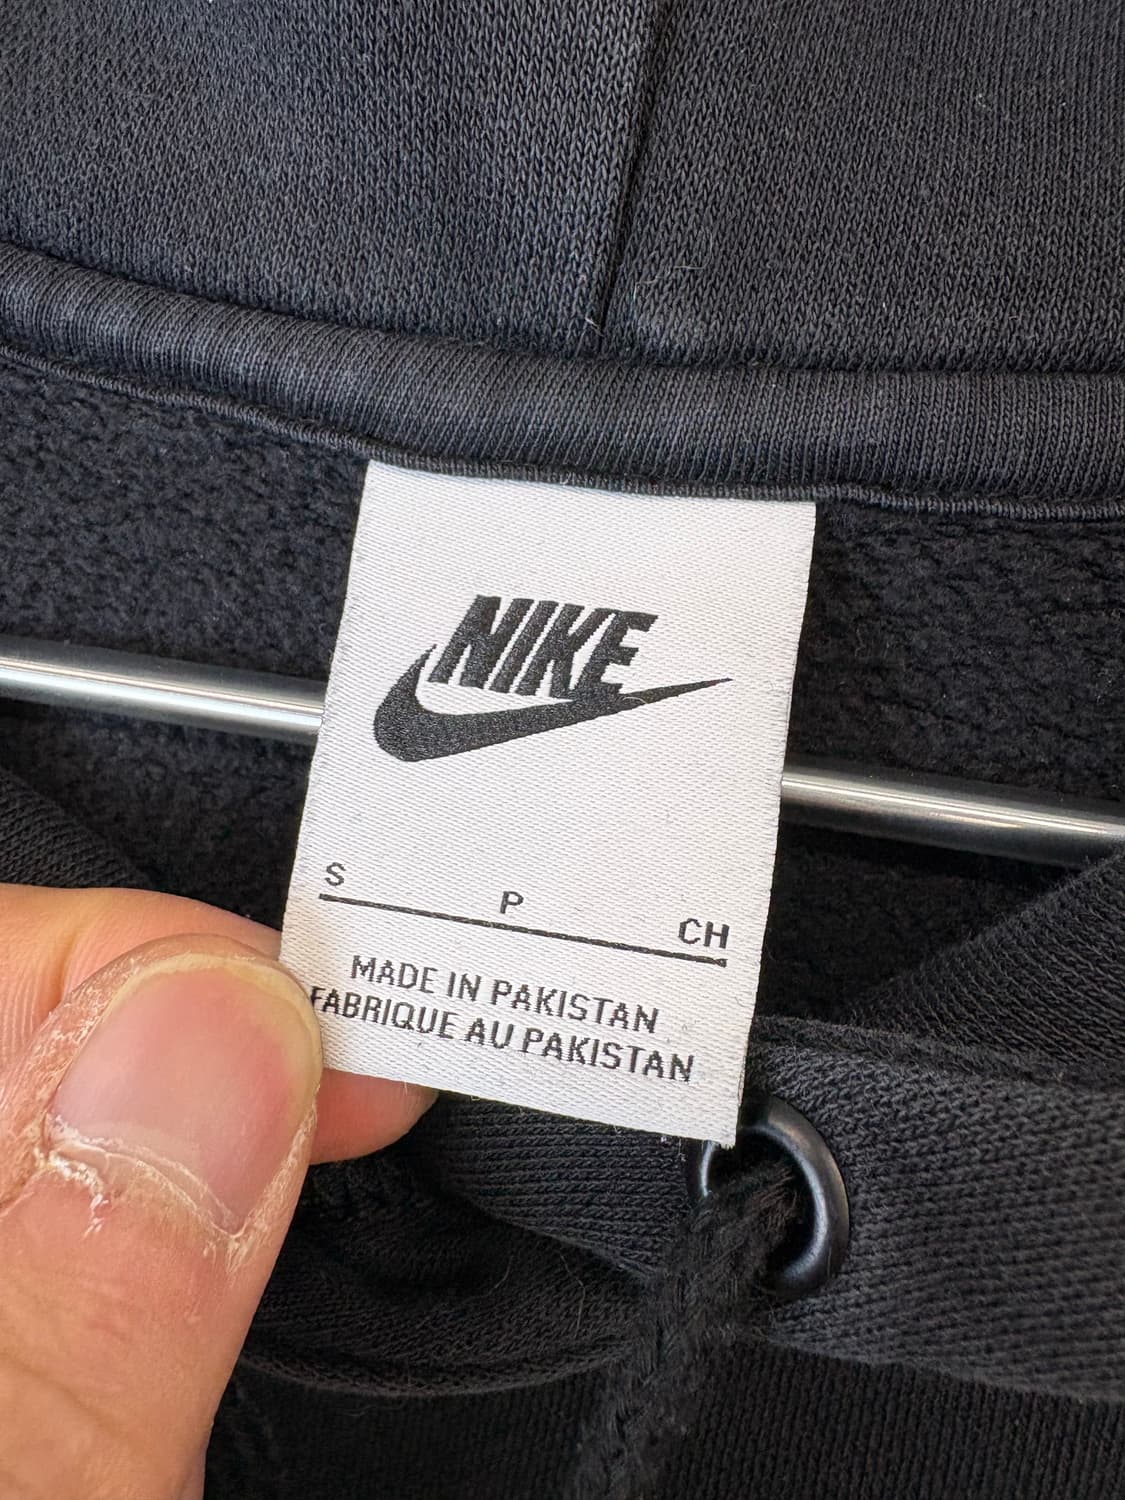 NIKE
S P CH
MADE IN PAKISTAN
FABRIQUE AU PAKISTAN